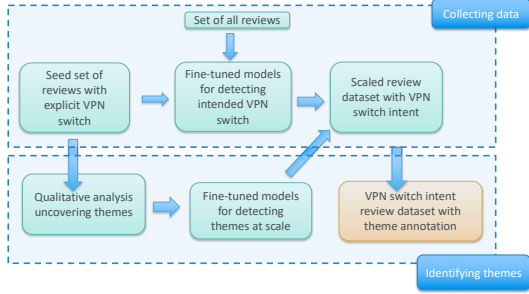 Collecting data
Set of all reviews
Seed set of
reviews with
explicit VPN
switch
Fine-tuned models
for detecting
intended VPN
switch
Scaled review
dataset with VPN
switch intent
Qualitative analysis
uncovering themes
Fine-tuned models
for detecting
themes at scale
VPN switch intent
review dataset with
theme annotation
Identifying themes